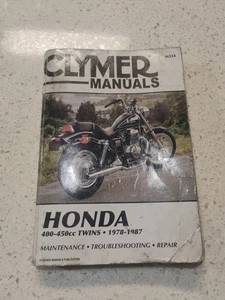 CLYMER
MANUALS
HONDA
400-450cc TWINS • 1978-1987
MAINTENANCE • TROUBLESHOOTING • REPAIR